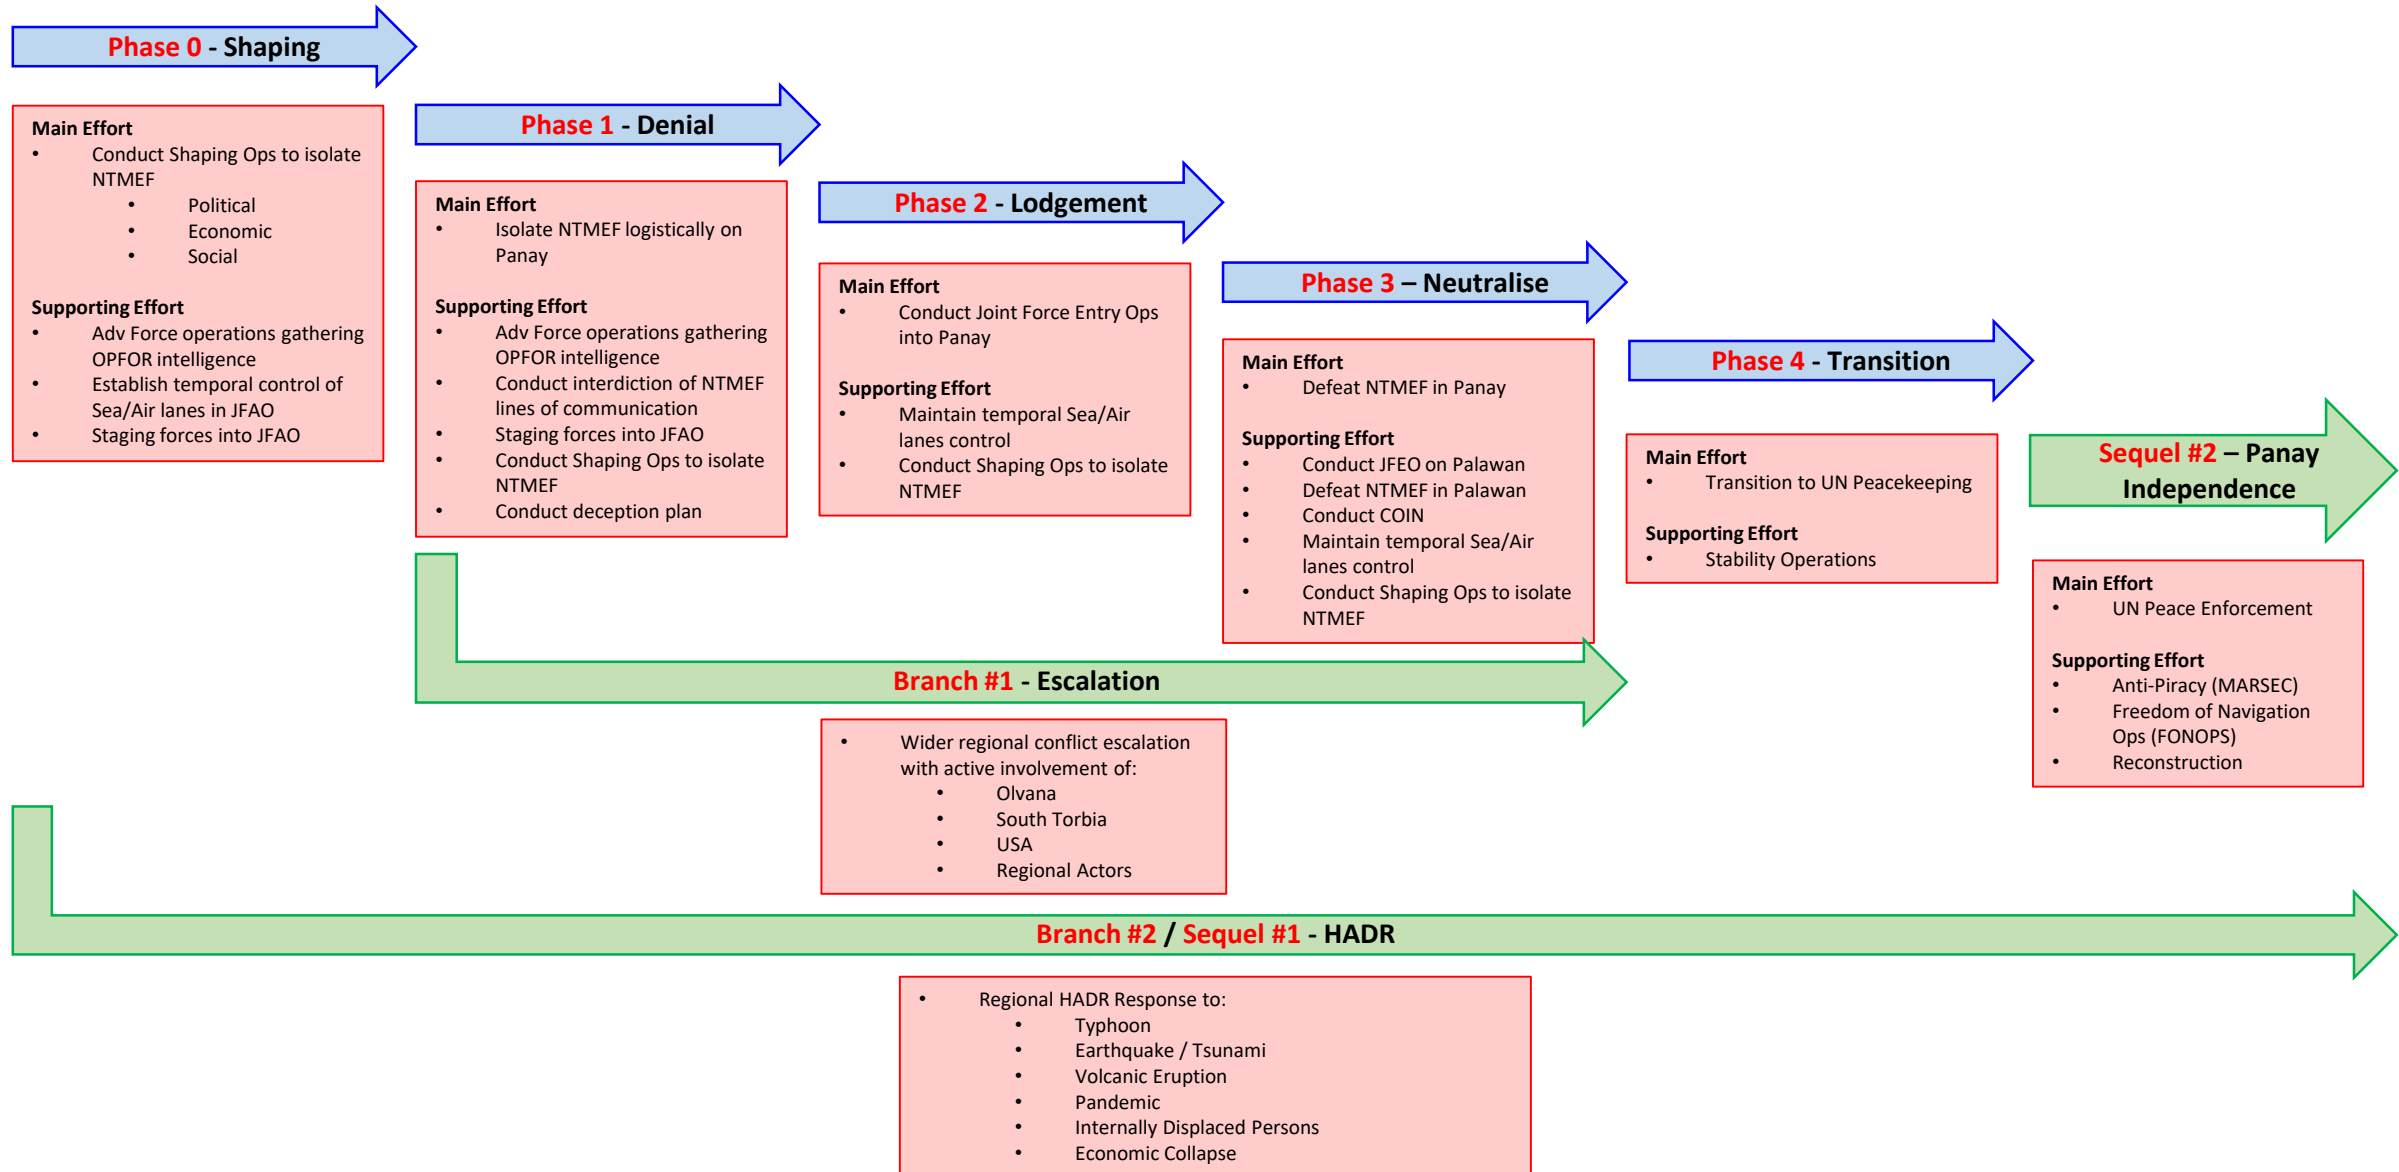 Phase 0 - Shaping
Main Effort
• Conduct Shaping Ops to isolate
NTMEF
• Political
• Economic
• Social
Supporting Effort
• Adv Force operations gathering
OPFOR intelligence
• Establish temporal control of
Sea/Air lanes in JFAO
• Staging forces into JFAO
Phase 1 - Denial
Main Effort
• Isolate NTMEF logistically on
Panay
Supporting Effort
• Adv Force operations gathering
OPFOR intelligence
• Conduct interdiction of NTMEF
lines of communication
• Staging forces into JFAO
• Conduct Shaping Ops to isolate
NTMEF
• Conduct deception plan
Phase 2 - Lodgement
Main Effort
• Conduct Joint Force Entry Ops
into Panay
Supporting Effort
• Maintain temporal Sea/Air
lanes control
• Conduct Shaping Ops to isolate
NTMEF
Phase 3 – Neutralise
Main Effort
• Defeat NTMEF in Panay
Supporting Effort
• Conduct JFEO on Palawan
• Defeat NTMEF in Palawan
• Conduct COIN
• Maintain temporal Sea/Air
lanes control
• Conduct Shaping Ops to isolate
NTMEF
Phase 4 - Transition
Main Effort
• Transition to UN Peacekeeping
Supporting Effort
• Stability Operations
Sequel #2 – Panay
Independence
Main Effort
• UN Peace Enforcement
Supporting Effort
• Anti-Piracy (MARSEC)
• Freedom of Navigation
Ops (FONOPS)
• Reconstruction
Branch #1 - Escalation
• Wider regional conflict escalation
with active involvement of:
• Olvana
• South Torbia
• USA
• Regional Actors
Branch #2 / Sequel #1 - HADR
• Regional HADR Response to:
• Typhoon
• Earthquake / Tsunami
• Volcanic Eruption
• Pandemic
• Internally Displaced Persons
• Economic Collapse